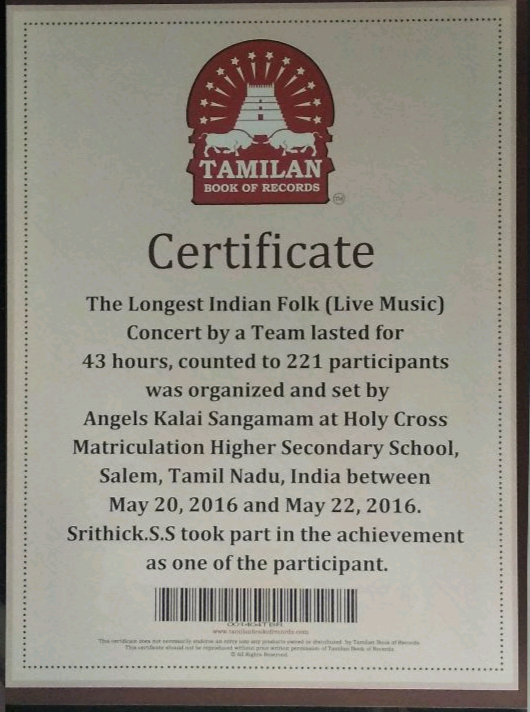 TAMILAN
BOOK OF RECORDS
TM
Certificate
The Longest Indian Folk (Live Music)
Concert by a Team lasted for
43 hours, counted to 221 participants
was organized and set by
Angels Kalai Sangamam at Holy Cross
Matriculation Higher Secondary School,
Salem, Tamil Nadu, India between
May 20, 2016 and May 22, 2016.
Srithick.S.S took part in the achievement
as one of the participant.
www.tamilanbookofrecords.com
This certificate does not necessarily endorse an entry into any products owned or distributed by Tamilan Book of Records
This certificate should not be reproduced without prior written permission of Tamilan Book of Records
© All Rights Reserved.